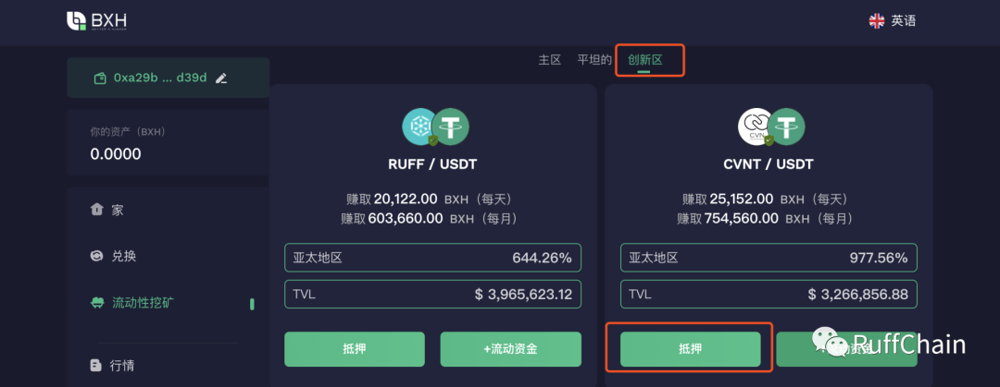 BXH
BETTER & HIGHER
英语
0xa29b ... d39d
主区 平坦的 创新区
你的资产（BXH）
0.0000
家
兑换
流动性挖矿
行情
RUFF / USDT
赚取 20,122.00 BXH（每天）
赚取 603,660.00 BXH（每月）
亚太地区 644.26%
TVL $ 3,965,623.12
抵押 +流动资金
CVN
CVNT / USDT
赚取 25,152.00 BXH（每天）
赚取 754,560.00 BXH（每月）
亚太地区 977.56%
TVL $ 3,266,856.88
抵押
RuffChain